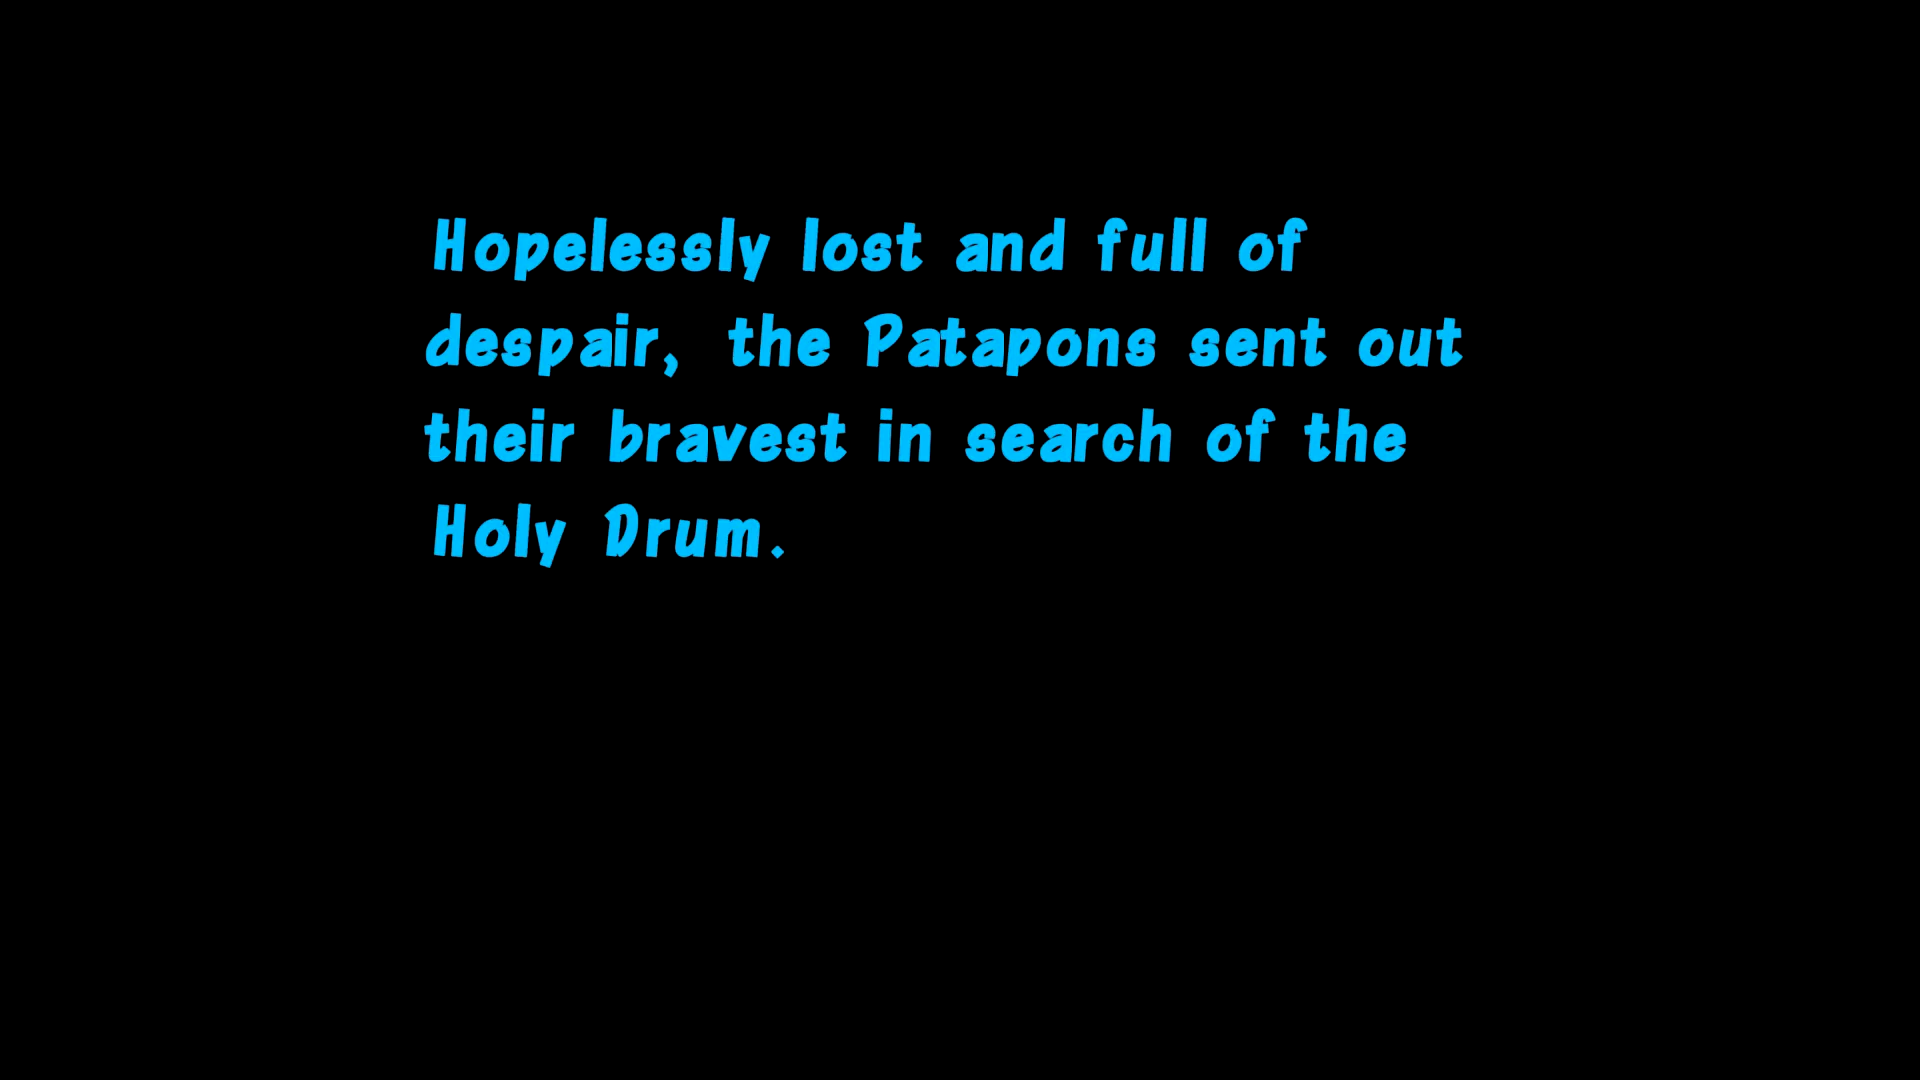 Hopelessly lost and full of
despair, the Patapons sent out
their bravest in search of the
Holy Drum.